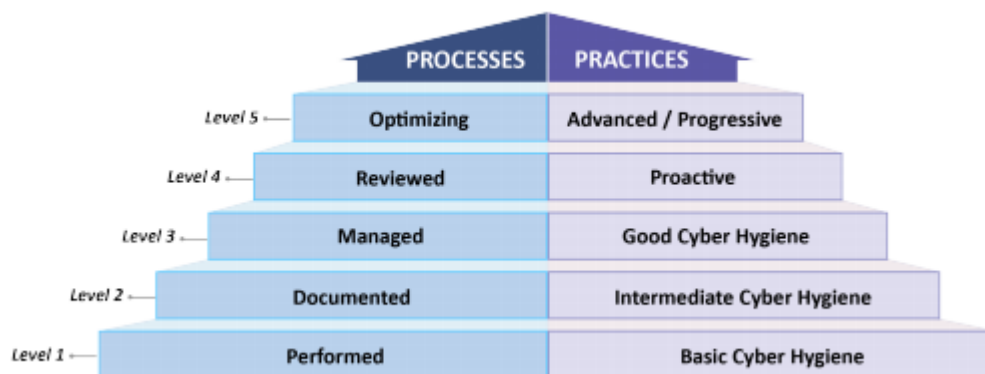 PROCESSES PRACTICES
Level 5 Optimizing Advanced / Progressive
Level 4 Reviewed Proactive
Level 3 Managed Good Cyber Hygiene
Level 2 Documented Intermediate Cyber Hygiene
Level 1 Performed Basic Cyber Hygiene